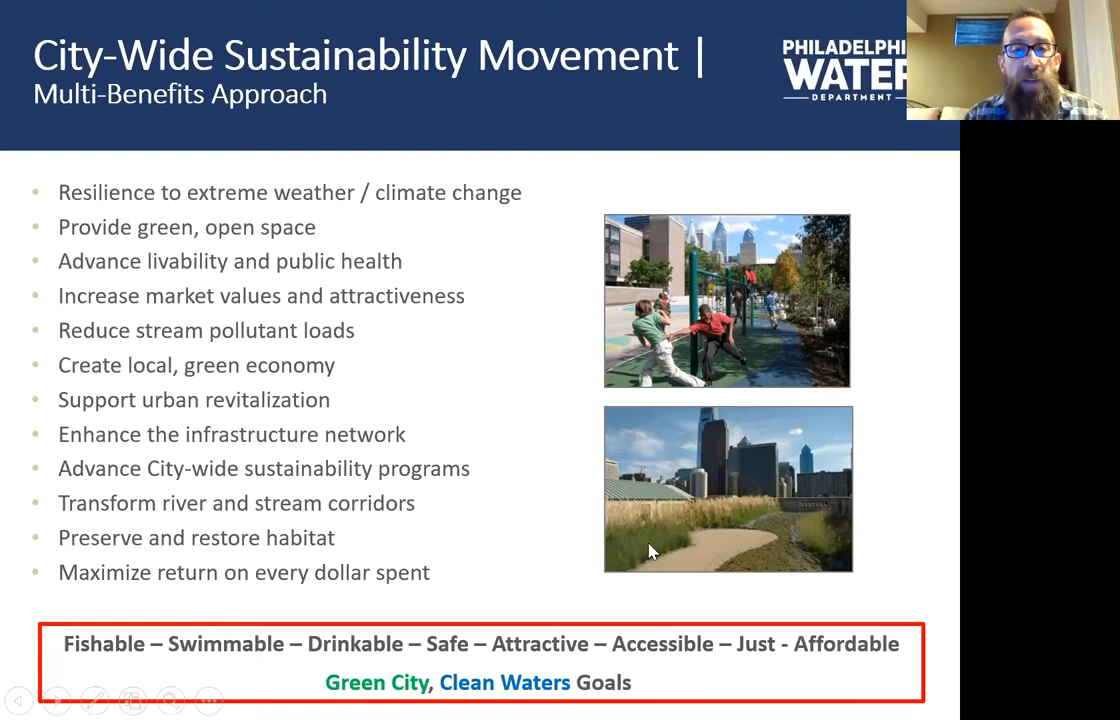 City-Wide Sustainability Movement |
Multi-Benefits Approach
PHILADELPHI
WATER
DEPARTMENT
• Resilience to extreme weather / climate change
• Provide green, open space
• Advance livability and public health
• Increase market values and attractiveness
• Reduce stream pollutant loads
• Create local, green economy
• Support urban revitalization
• Enhance the infrastructure network
• Advance City-wide sustainability programs
• Transform river and stream corridors
• Preserve and restore habitat
• Maximize return on every dollar spent
Fishable – Swimmable – Drinkable – Safe – Attractive – Accessible – Just - Affordable
Green City, Clean Waters Goals